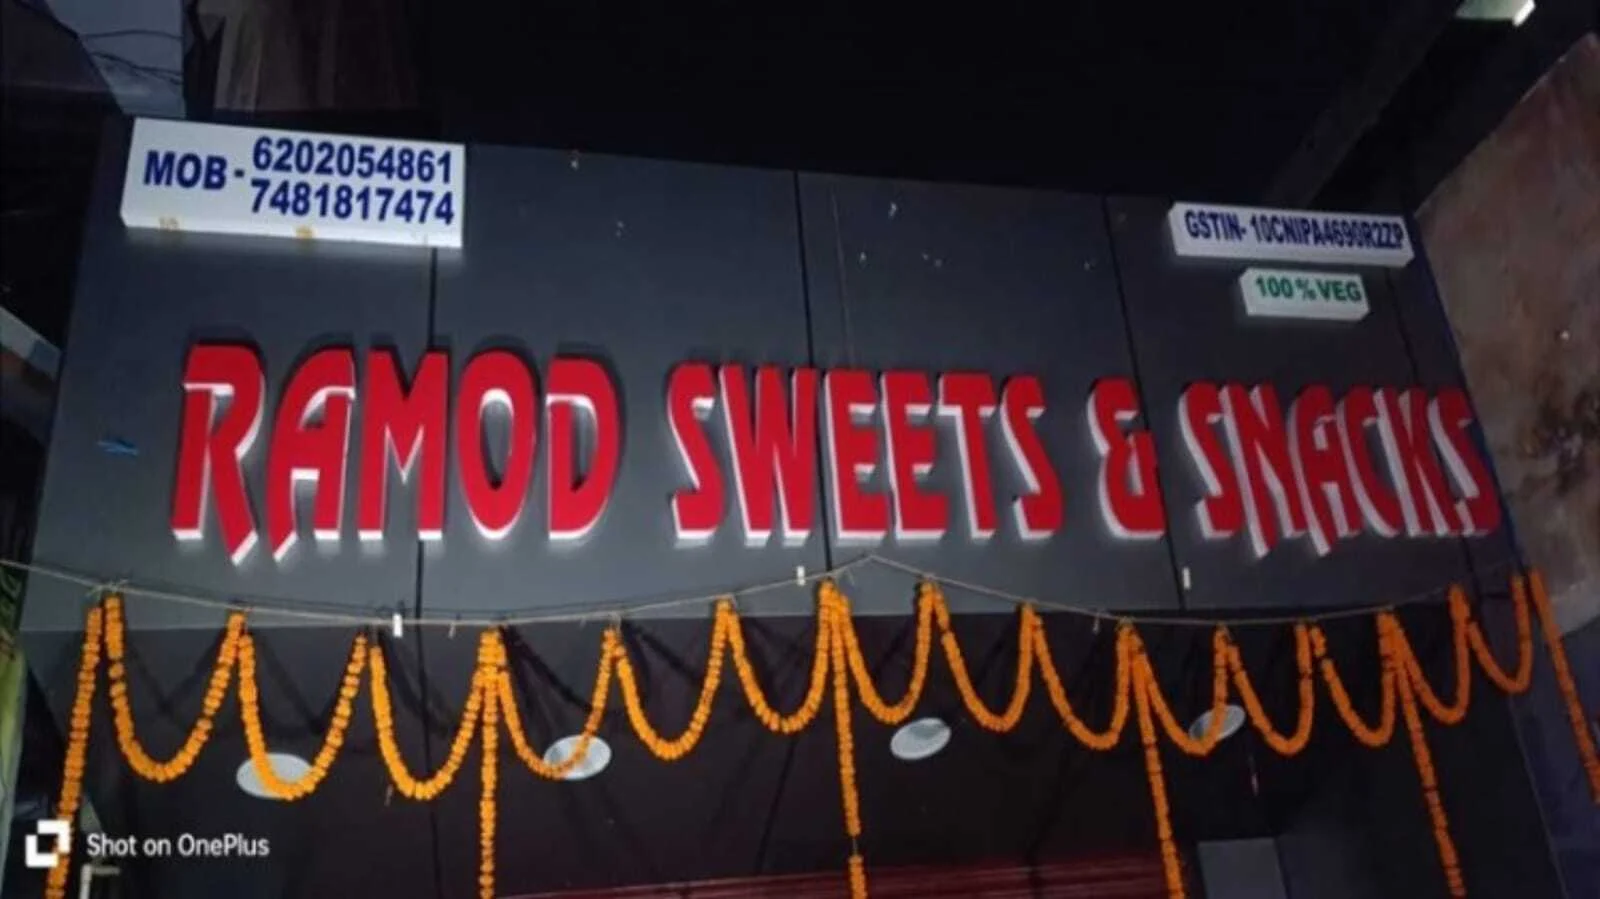 MOB - 6202054861
7481817474
GSTIN- 10CNIPA4690R2ZP
100% VEG
RAMOD SWEETS & SNACKS
Shot on OnePlus